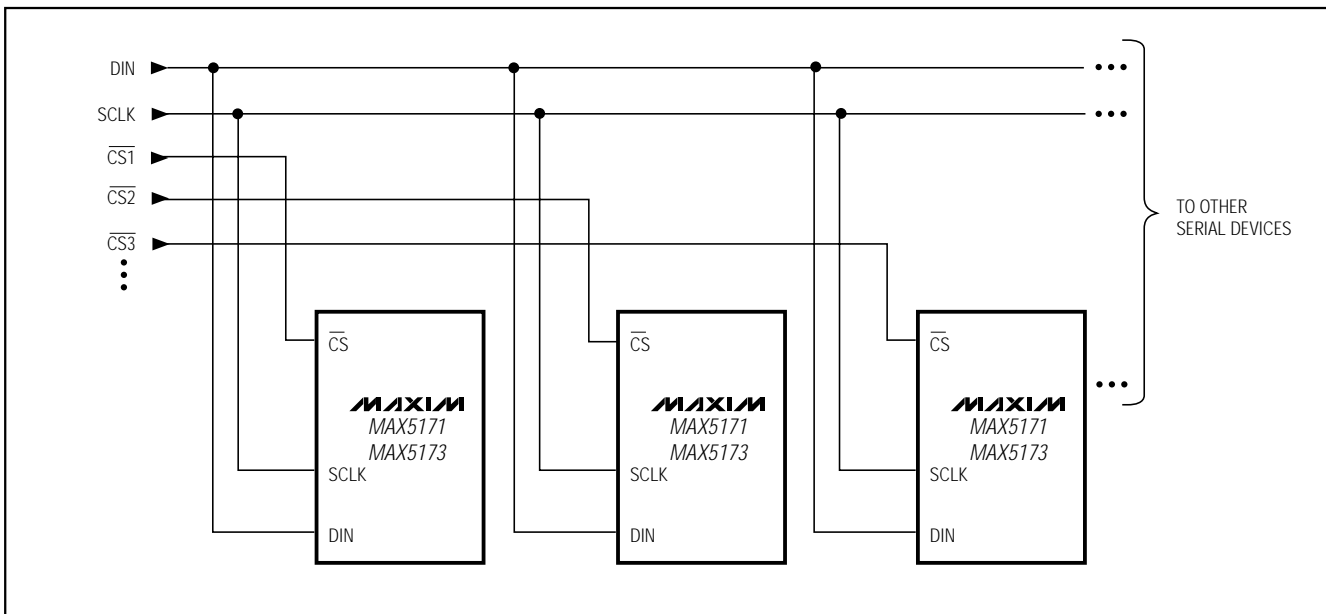 DIN
SCLK
CS1
CS2
CS3
TO OTHER
SERIAL DEVICES
CS
MAXIM
MAX5171
MAX5173
SCLK
DIN
CS
MAXIM
MAX5171
MAX5173
SCLK
DIN
CS
MAXIM
MAX5171
MAX5173
SCLK
DIN